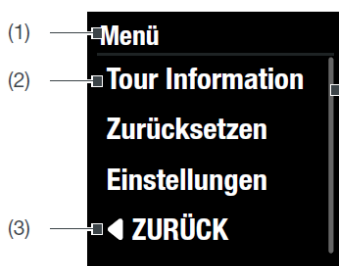 (1) Menü
(2) Tour Information
Zurücksetzen
Einstellungen
(3) ZURÜCK